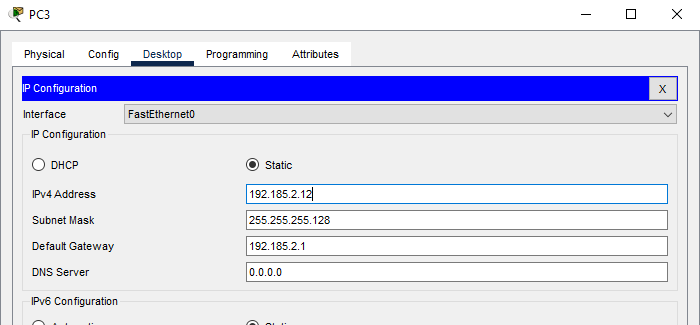 PC3
Physical Config Desktop Programming Attributes
IP Configuration
X
Interface FastEthernet0
IP Configuration
DHCP Static
IPv4 Address 192.185.2.12
Subnet Mask 255.255.255.128
Default Gateway 192.185.2.1
DNS Server 0.0.0.0
IPv6 Configuration